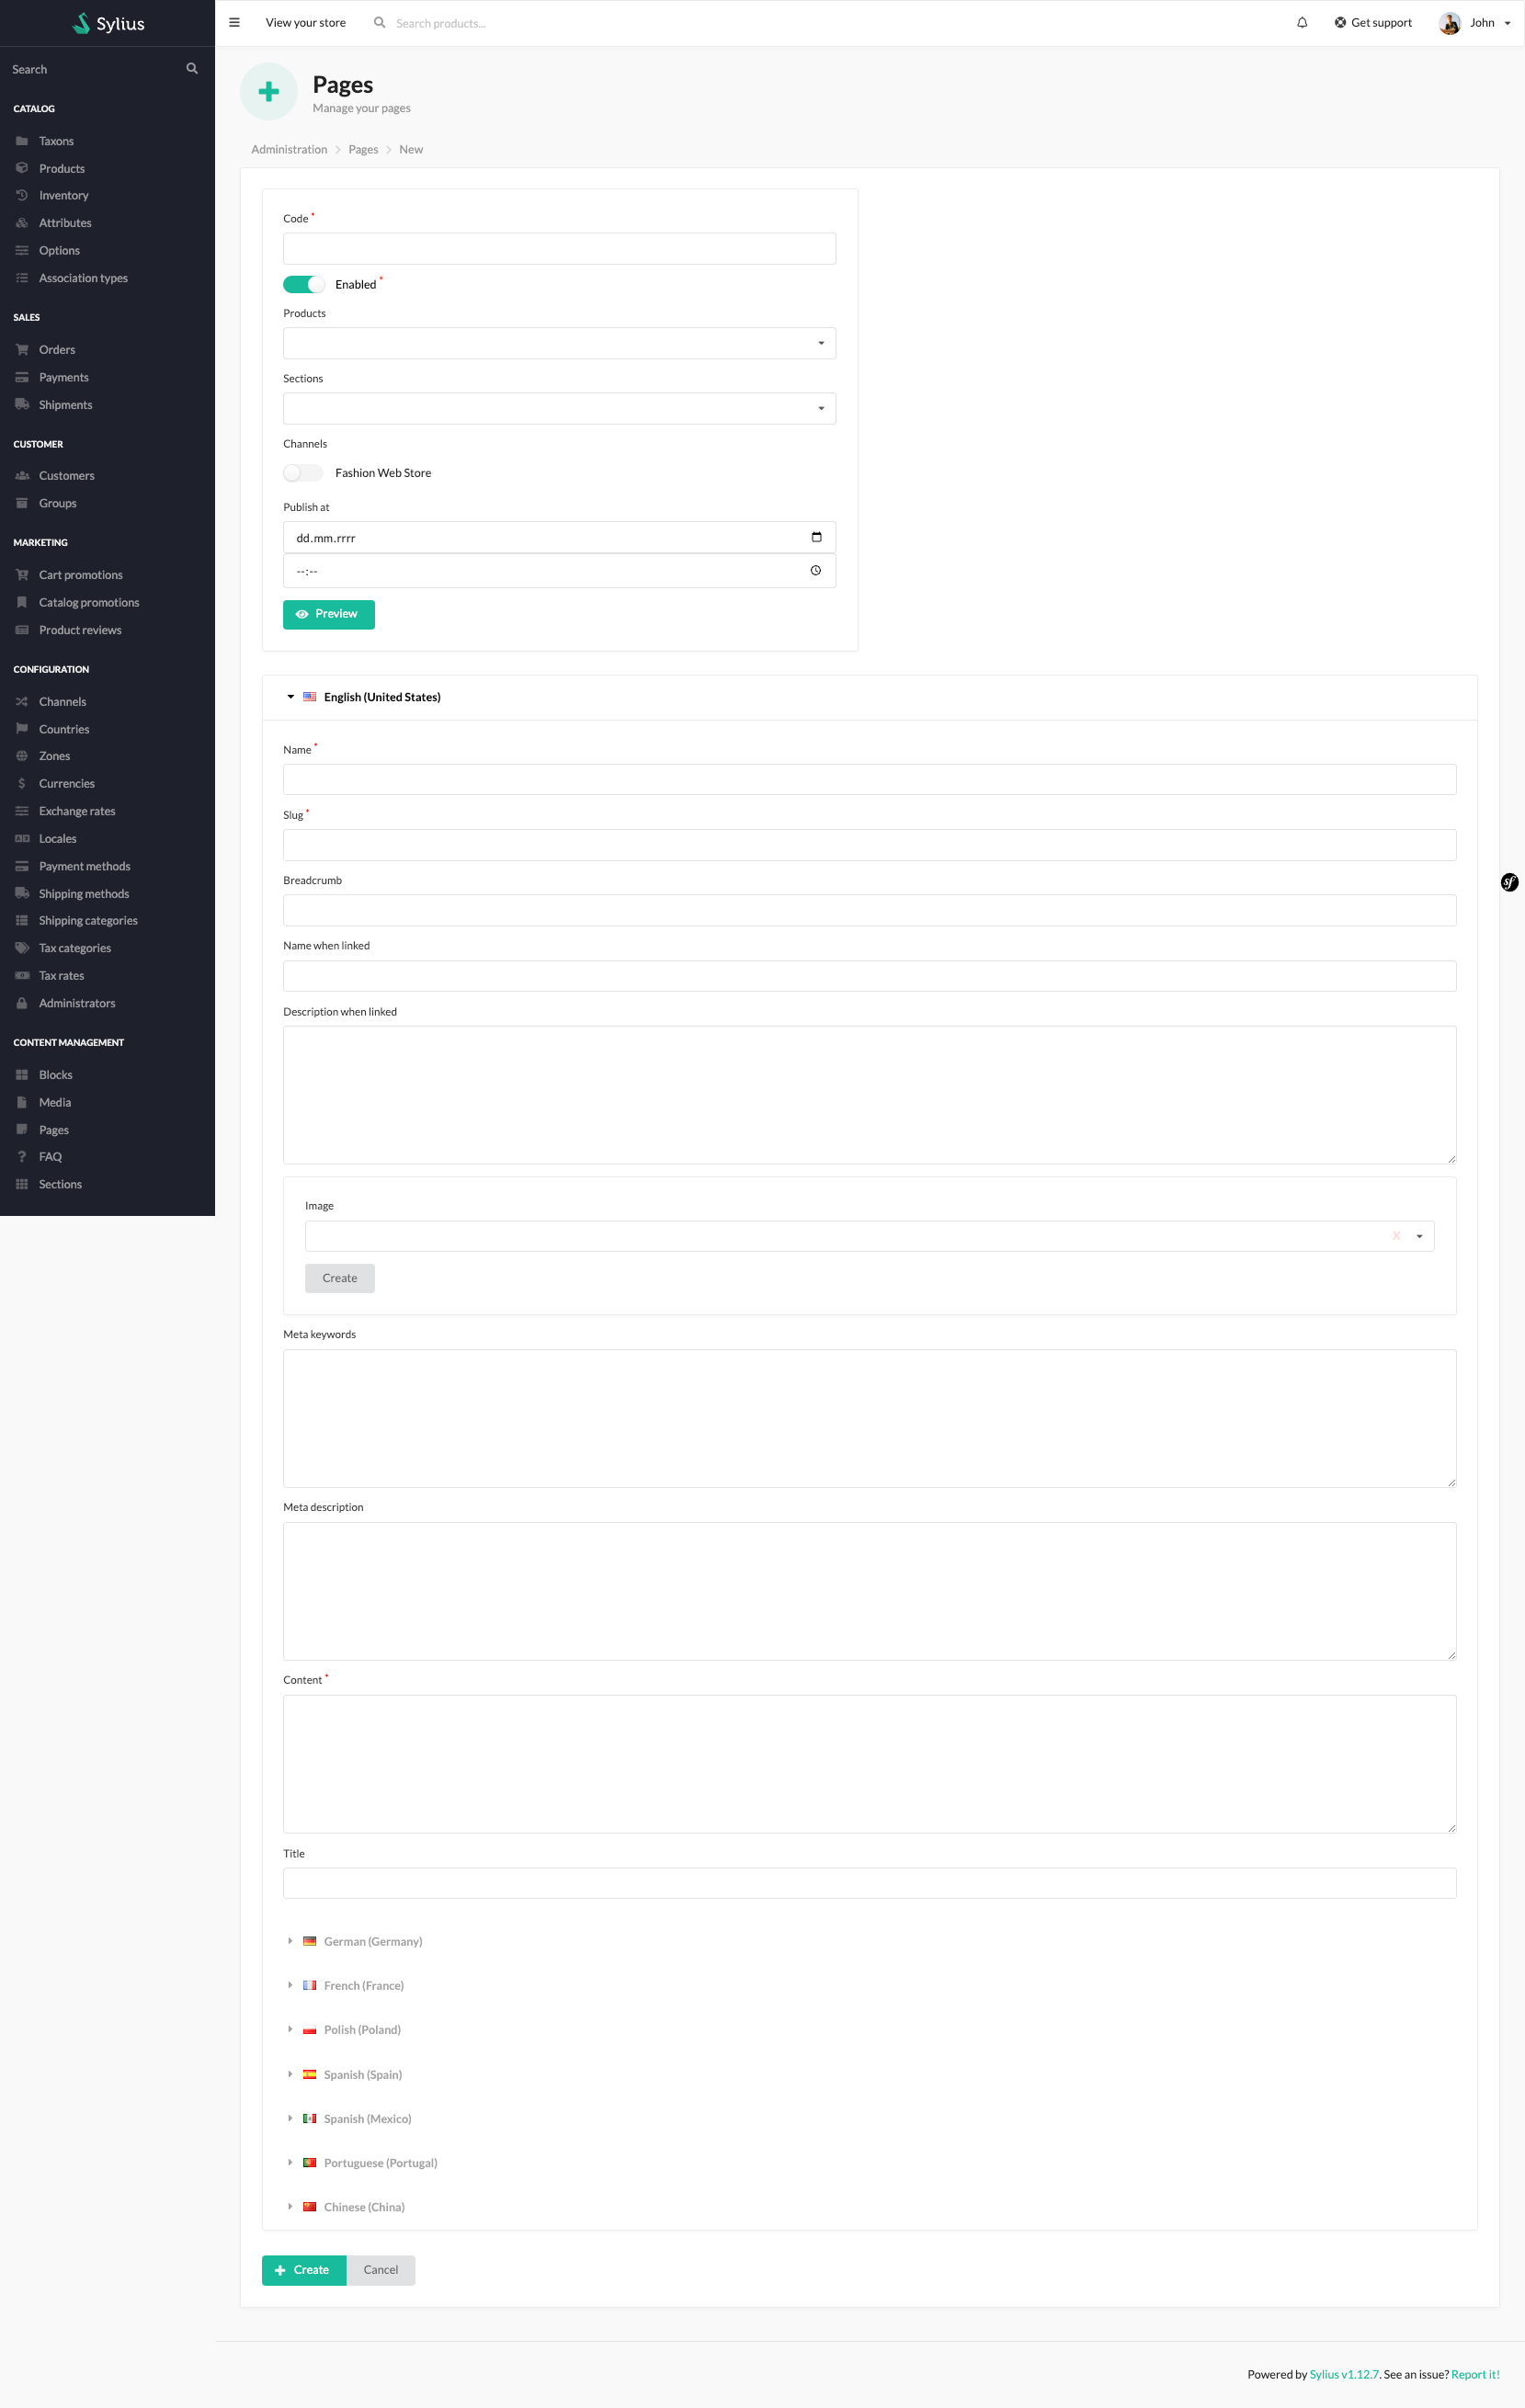 Sylius
View your store
Search products...
Get support
John
Search
CATALOG
Taxons
Products
Inventory
Attributes
Options
Association types
SALES
Orders
Payments
Shipments
CUSTOMER
Customers
Groups
MARKETING
Cart promotions
Catalog promotions
Product reviews
CONFIGURATION
Channels
Countries
Zones
Currencies
Exchange rates
Locales
Payment methods
Shipping methods
Shipping categories
Tax categories
Tax rates
Administrators
CONTENT MANAGEMENT
Blocks
Media
Pages
FAQ
Sections
Pages
Manage your pages
Administration > Pages > New
Code *
Enabled *
Products
Sections
Channels
Fashion Web Store
Publish at
dd.mm.rrrr
--:--
Preview
English (United States)
Name *
Slug *
Breadcrumb
Name when linked
Description when linked
Image
X
Create
Meta keywords
Meta description
Content *
Title
German (Germany)
French (France)
Polish (Poland)
Spanish (Spain)
Spanish (Mexico)
Portuguese (Portugal)
Chinese (China)
Create Cancel
sf
Powered by Sylius v1.12.7. See an issue? Report it!